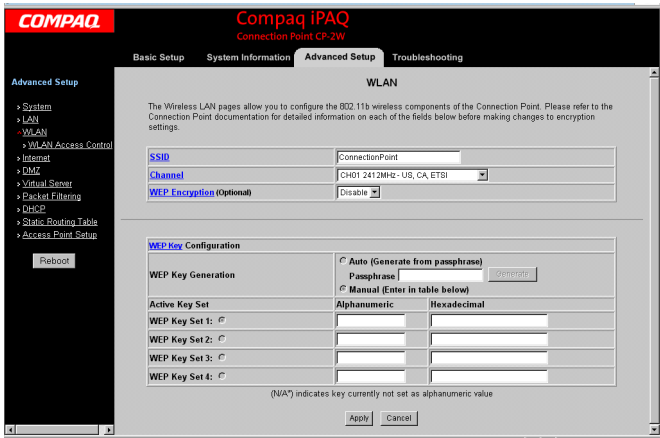 COMPAQ
Compaq iPAQ
Connection Point CP-2W
Basic Setup System Information Advanced Setup Troubleshooting
Advanced Setup
System
LAN
WLAN
WLAN Access Control
Internet
DMZ
Virtual Server
Packet Filtering
DHCP
Static Routing Table
Access Point Setup
Reboot
WLAN
The Wireless LAN pages allow you to configure the 802.11b wireless components of the Connection Point. Please refer to the
Connection Point documentation for detailed information on each of the fields below before making changes to encryption
settings.
SSID ConnectionPoint
Channel CH01 2412MHz - US, CA, ETSI
WEP Encryption (Optional) Disable
WEP Key Configuration
WEP Key Generation
Auto (Generate from passphrase)
Passphrase Generate
Manual (Enter in table below)
Active Key Set Alphanumeric Hexadecimal
WEP Key Set 1:
WEP Key Set 2:
WEP Key Set 3:
WEP Key Set 4:
(N/A*) indicates key currently not set as alphanumeric value
Apply Cancel